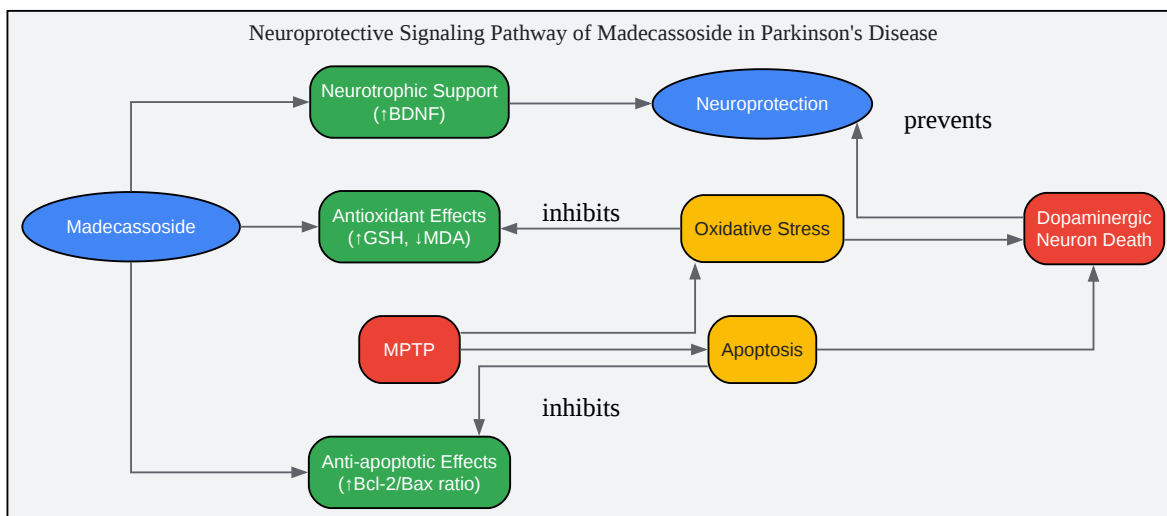 Neuroprotective Signaling Pathway of Madecassoside in Parkinson's Disease
Neurotrophic Support
(↑BDNF)
Neuroprotection
prevents
Madecassoside
Antioxidant Effects
(↑GSH, ↓MDA)
inhibits
Oxidative Stress
Dopaminergic
Neuron Death
MPTP
Apoptosis
inhibits
Anti-apoptotic Effects
(↑Bcl-2/Bax ratio)